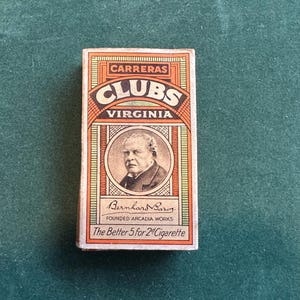 CARRERAS
CLUBS
VIRGINIA
Bernhard Baron
FOUNDED ARCADIA WORKS
The Better 5 for 2ᴰ Cigarette